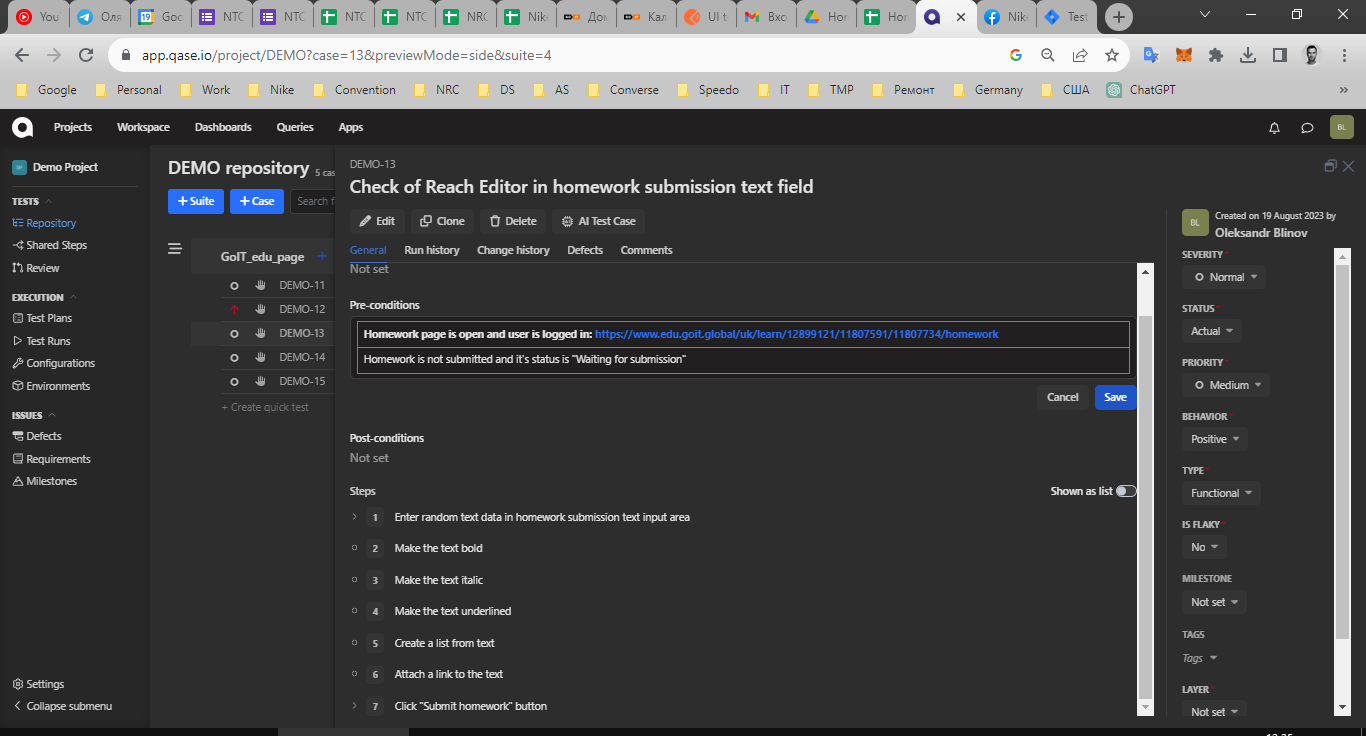 You
Оля
Goo
NTC
NTC
NTC
NTC
NRC
Nike
Дом
Кал
UI t
Вхо
Hor
Hor
Nik
Test
app.qase.io/project/DEMO?case=13&previewMode=side&suite=4
Google Personal Work Nike Convention NRC DS AS Converse Speedo IT TMP Ремонт Germany США ChatGPT »
Projects Workspace Dashboards Queries Apps BL
Demo Project
TESTS
Repository
Shared Steps
Review
EXECUTION
Test Plans
Test Runs
Configurations
Environments
ISSUES
Defects
Requirements
Milestones
Settings
Collapse submenu
DEMO repository 5 cas
+ Suite + Case Search f
GoIT_edu_page +
DEMO-11
DEMO-12
DEMO-13
DEMO-14
DEMO-15
+ Create quick test
DEMO-13
Check of Reach Editor in homework submission text field
Edit Clone Delete AI Test Case
General Run history Change history Defects Comments
Not set
Pre-conditions
Homework page is open and user is logged in: https://www.edu.goit.global/uk/learn/12899121/11807591/11807734/homework
Homework is not submitted and it's status is "Waiting for submission"
Cancel Save
Post-conditions
Not set
Steps Shown as list
1 Enter random text data in homework submission text input area
2 Make the text bold
3 Make the text italic
4 Make the text underlined
5 Create a list from text
6 Attach a link to the text
7 Click "Submit homework" button
BL
Created on 19 August 2023 by
Oleksandr Blinov
SEVERITY*
Normal
STATUS*
Actual
PRIORITY*
Medium
BEHAVIOR*
Positive
TYPE*
Functional
IS FLAKY*
No
MILESTONE
Not set
TAGS
Tags
LAYER*
Not set